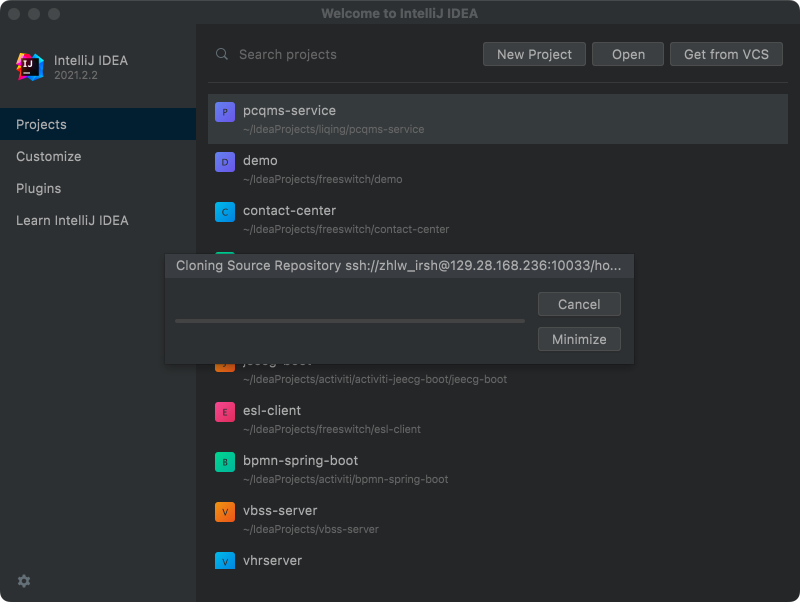 Welcome to IntelliJ IDEA
IJ
IntelliJ IDEA
2021.2.2
Projects
Customize
Plugins
Learn IntelliJ IDEA
Search projects
New Project
Open
Get from VCS
P
pcqms-service
~/IdeaProjects/liqing/pcqms-service
D
demo
~/IdeaProjects/freeswitch/demo
C
contact-center
~/IdeaProjects/freeswitch/contact-center
Cloning Source Repository ssh://zhlw_irsh@129.28.168.236:10033/ho...
Cancel
Minimize
jeecg-boot
~/IdeaProjects/activiti/activiti-jeecg-boot/jeecg-boot
E
esl-client
~/IdeaProjects/freeswitch/esl-client
B
bpmn-spring-boot
~/IdeaProjects/activiti/bpmn-spring-boot
V
vbss-server
~/IdeaProjects/vbss-server
V
vhrserver